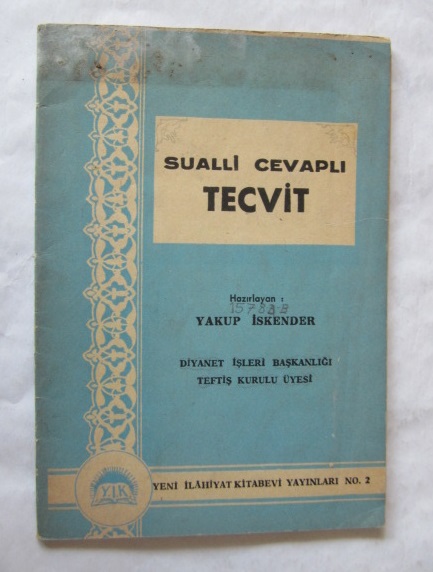 SUALLİ CEVAPLI
TECVİT
Hazırlayan :
YAKUP İSKENDER
DİYANET İŞLERİ BAŞKANLIĞI
TEFTİŞ KURULU ÜYESİ
Y.İ.K
YENİ İLÂHİYAT KİTABEVİ YAYINLARI NO. 2